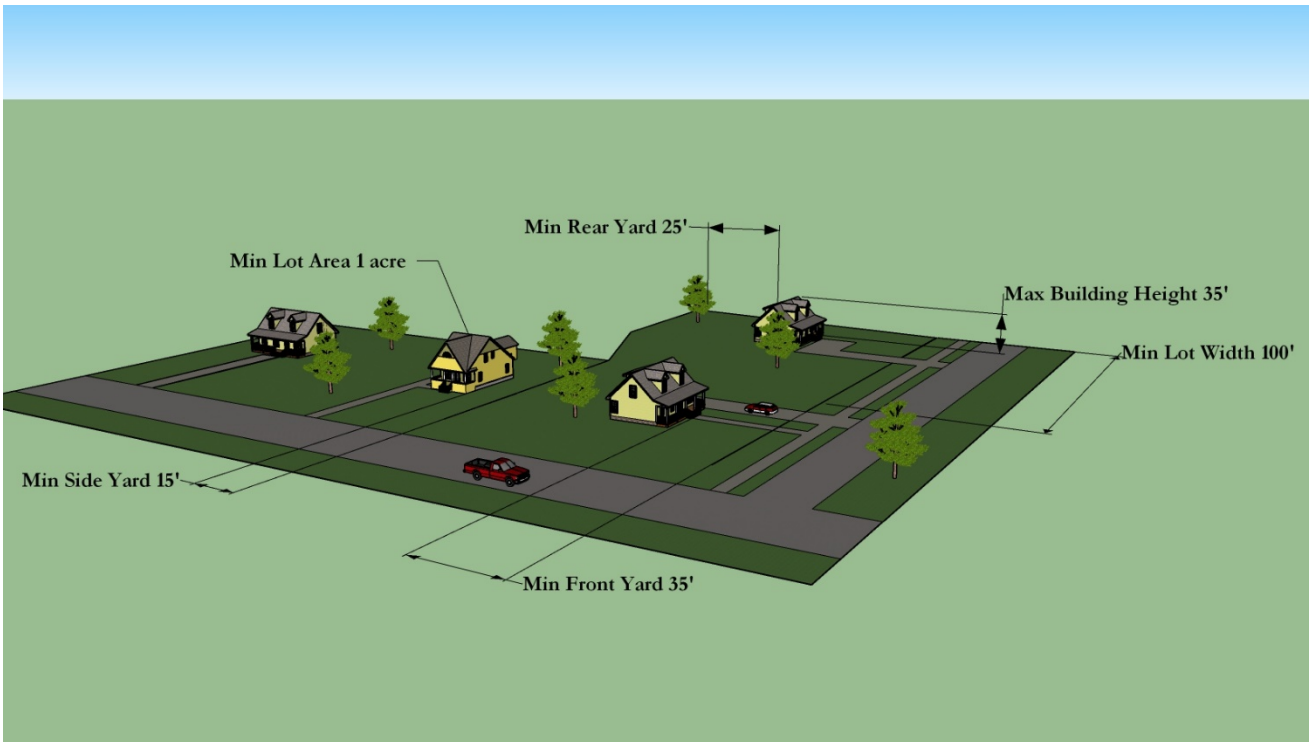 Min Rear Yard 25'
Min Lot Area 1 acre
Max Building Height 35'
Min Lot Width 100'
Min Side Yard 15'
Min Front Yard 35'